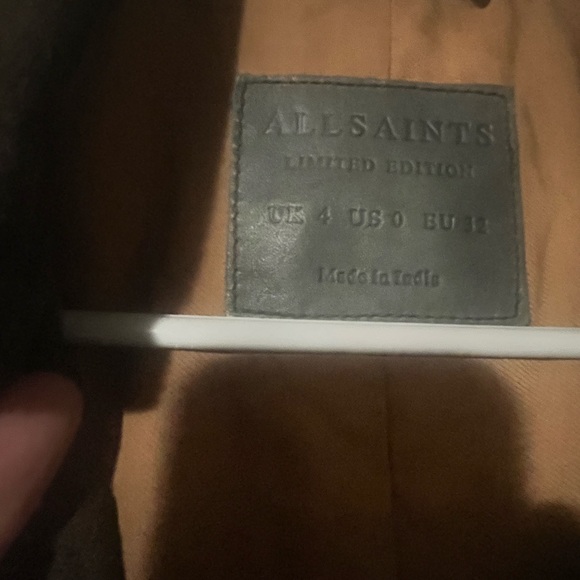 ALLSAINTS
LIMITED EDITION
UK 4 US 0 EU 32
Made in India